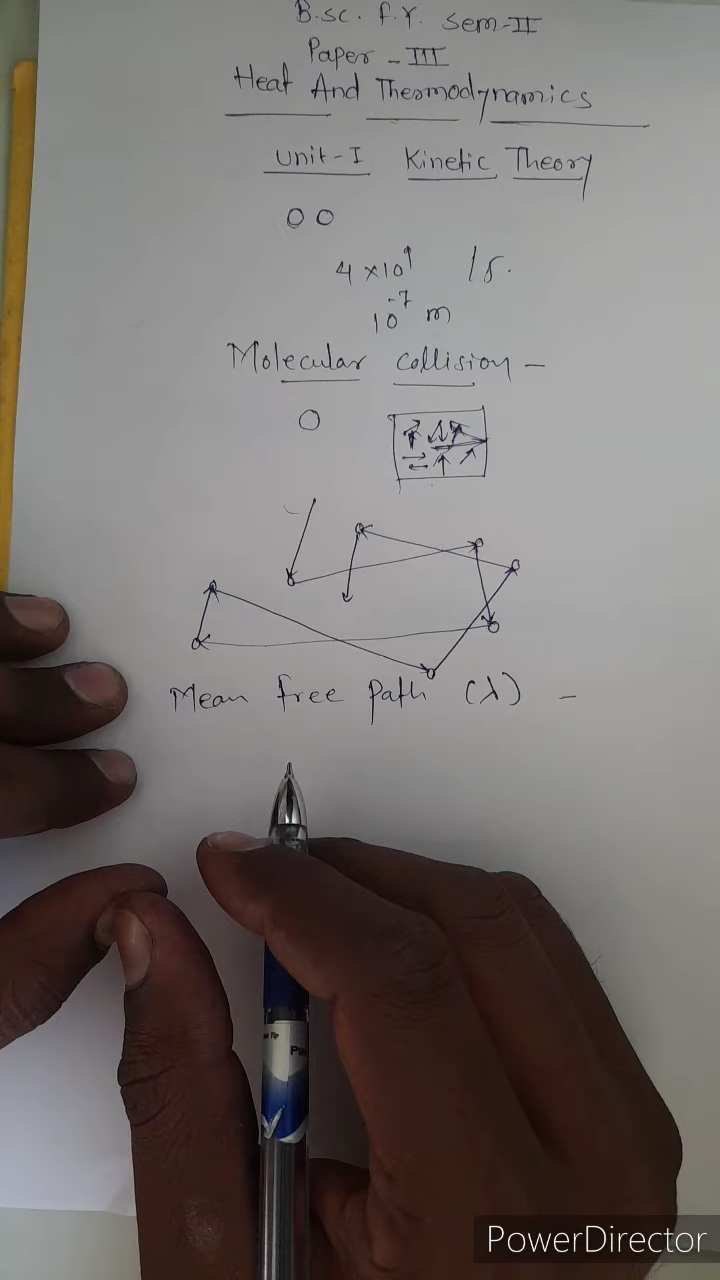 B.sc. F.Y. Sem-II
Paper - III
Heat And Thermodynamics
Unit-I Kinetic Theory
4 ×10⁹ /s.
10⁻⁷ m
Molecular Collision -
Mean free Path (λ) -
PowerDirector